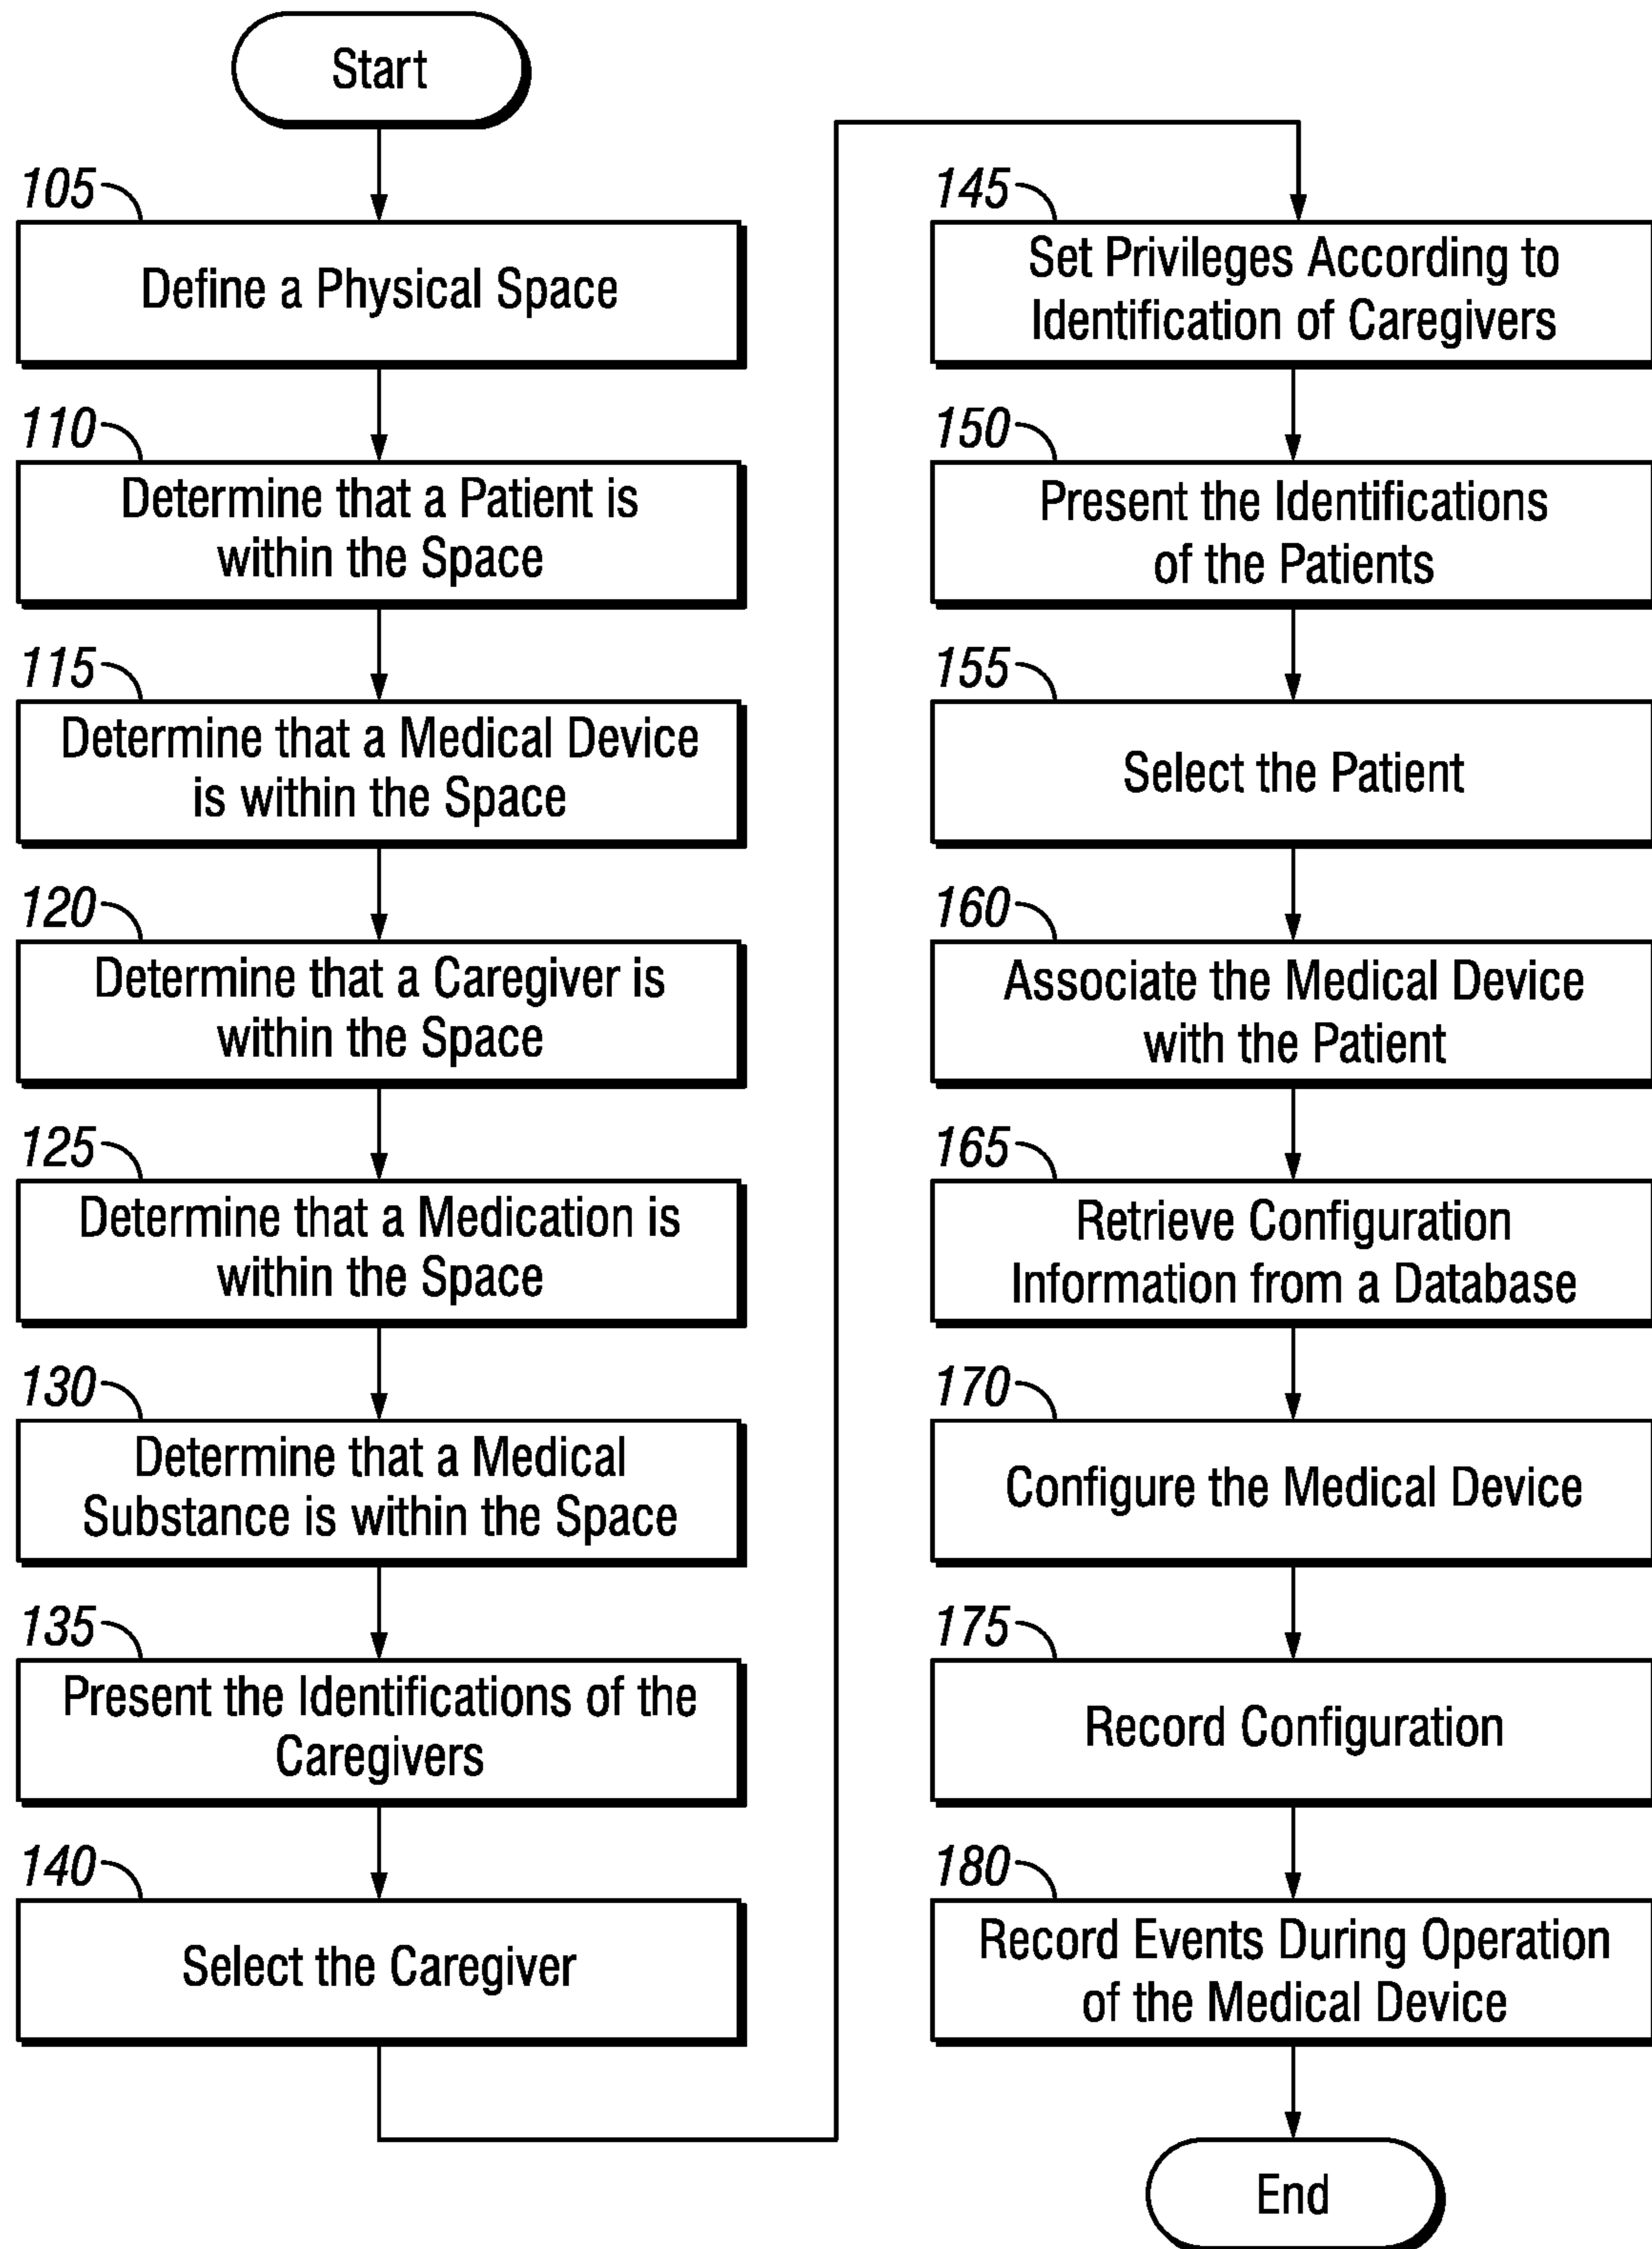 Start
105
Define a Physical Space
110
Determine that a Patient is
within the Space
115
Determine that a Medical Device
is within the Space
120
Determine that a Caregiver is
within the Space
125
Determine that a Medication is
within the Space
130
Determine that a Medical
Substance is within the Space
135
Present the Identifications of the
Caregivers
140
Select the Caregiver
145
Set Privileges According to
Identification of Caregivers
150
Present the Identifications
of the Patients
155
Select the Patient
160
Associate the Medical Device
with the Patient
165
Retrieve Configuration
Information from a Database
170
Configure the Medical Device
175
Record Configuration
180
Record Events During Operation
of the Medical Device
End